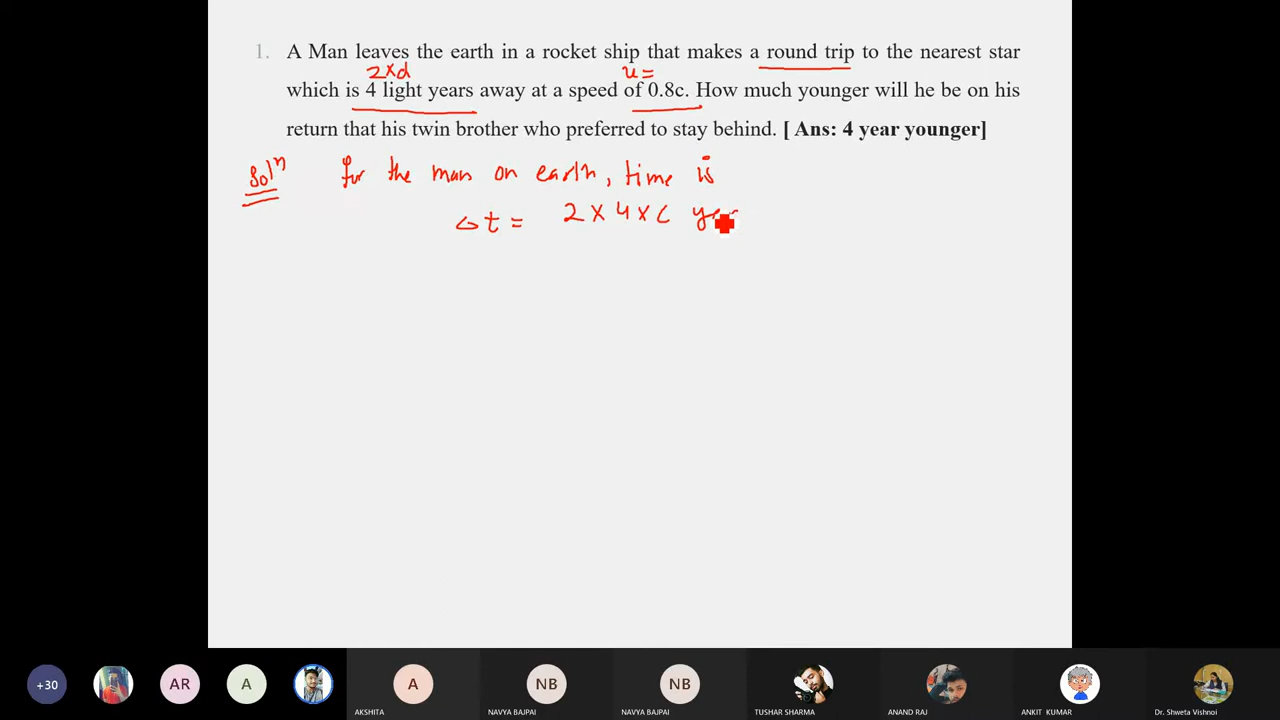 1. A Man leaves the earth in a rocket ship that makes a round trip to the nearest star
2×d u=
which is 4 light years away at a speed of 0.8c. How much younger will he be on his
return that his twin brother who preferred to stay behind. [ Ans: 4 year younger]
Solⁿ for the man on earth, time is
Δt = 2 × 4 × c
+30 AR A A NB NB
AKSHITA NAVYA BAJPAI NAVYA BAJPAI TUSHAR SHARMA ANAND RAJ ANKIT KUMAR Dr. Shweta Vishnoi